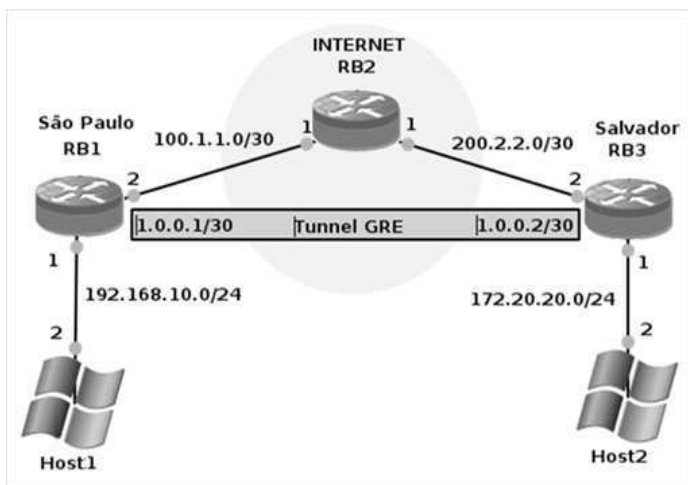 INTERNET
RB2
São Paulo
RB1
100.1.1.0/30
1
1
200.2.2.0/30
Salvador
RB3
2
2
1.0.0.1/30
Tunnel GRE
1.0.0.2/30
1
1
192.168.10.0/24
172.20.20.0/24
2
2
Host1
Host2